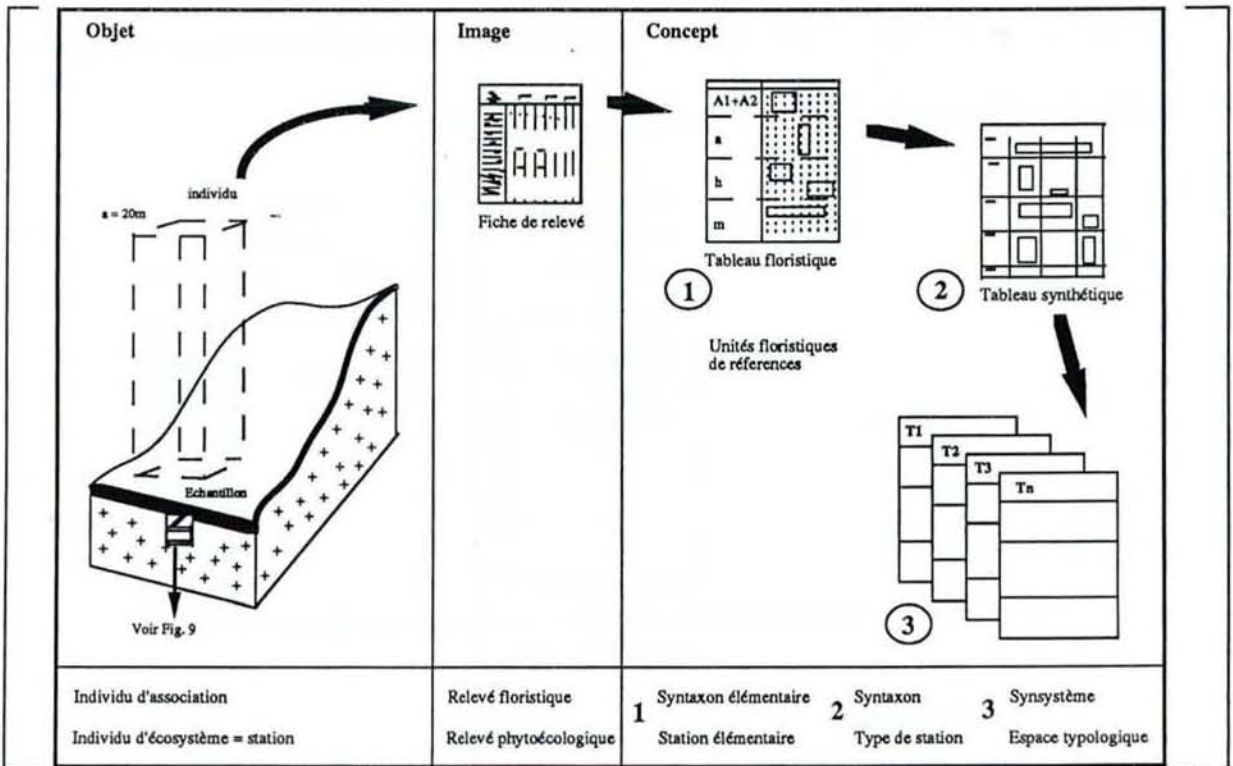 Objet
Image
Concept
individu
a = 20m
Echantillon
Voir Fig. 9
Fiche de relevé
A1+A2
a
h
m
Tableau floristique
1
Unités floristiques
de réferences
2
Tableau synthétique
T1
T2
T3
Tn
3
Individu d'association
Individu d'écosystème = station
Relevé floristique
Relevé phytoécologique
1
Syntaxon élémentaire
Station élémentaire
2
Syntaxon
Type de station
3
Synsystème
Espace typologique